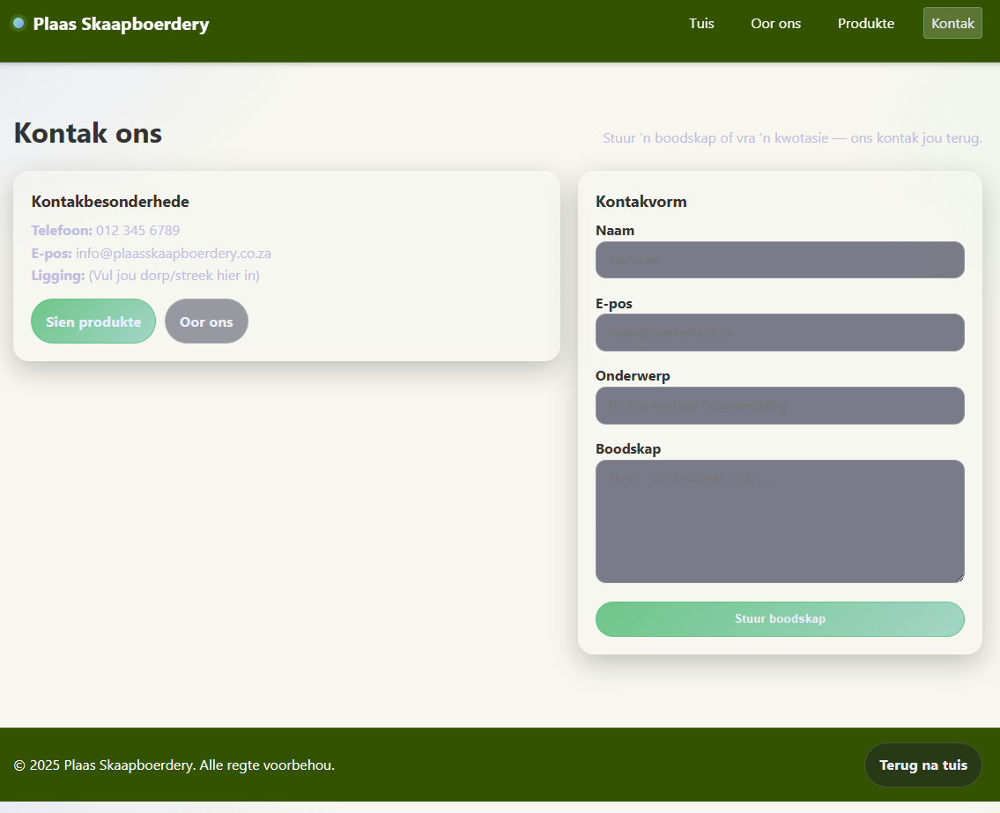 Plaas Skaapboerdery
Tuis
Oor ons
Produkte
Kontak
Kontak ons
Stuur ’n boodskap of vra ’n kwotasie — ons kontak jou terug.
Kontakbesonderhede
Telefoon: 012 345 6789
E-pos: info@plaasskaapboerdery.co.za
Ligging: (Vul jou dorp/streek hier in)
Sien produkte
Oor ons
Kontakvorm
Naam
Jou naam
E-pos
naam@voorbeeld.co.za
Onderwerp
Bv. Wol-kwotasie / Vleis-bestelling
Boodskap
Skryf jou boodskap hier...
Stuur boodskap
© 2025 Plaas Skaapboerdery. Alle regte voorbehou.
Terug na tuis